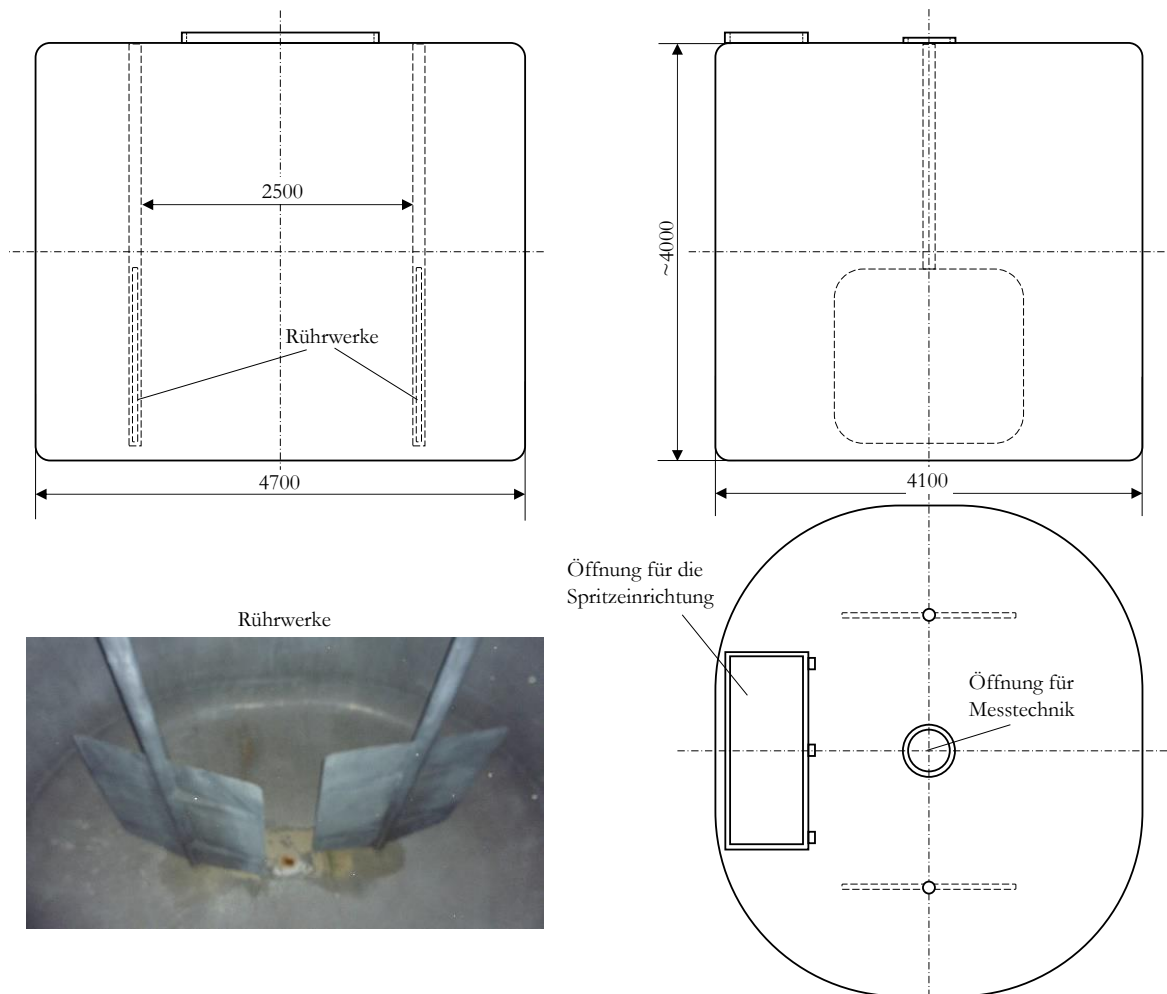 2500
~4000
Rührwerke
4700
4100
Öffnung für die
Spritzeinrichtung
Rührwerke
Öffnung für
Messtechnik